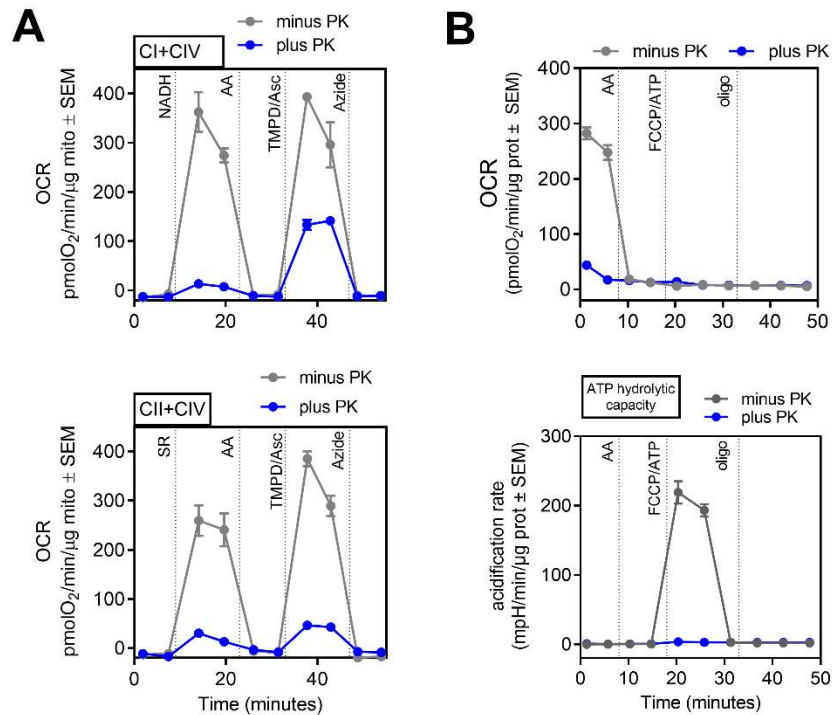 A
minus PK
plus PK
CI+CIV
NADH
AA
TMPD/Asc
Azide
400
300
200
100
0
OCR
pmolO₂/min/µg mito ± SEM
0 20 40
minus PK
plus PK
CII+CIV
SR
AA
TMPD/Asc
Azide
400
300
200
100
0
OCR
pmolO₂/min/µg mito ± SEM
0 20 40
Time (minutes)
B
minus PK plus PK
AA
FCCP/ATP
oligo
400
300
200
100
0
OCR
(pmolO₂/min/µg prot ± SEM)
0 10 20 30 40 50
ATP hydrolytic
capacity
minus PK
plus PK
AA
FCCP/ATP
oligo
300
200
100
0
acidification rate
(mpH/min/µg prot ± SEM)
0 10 20 30 40 50
Time (minutes)